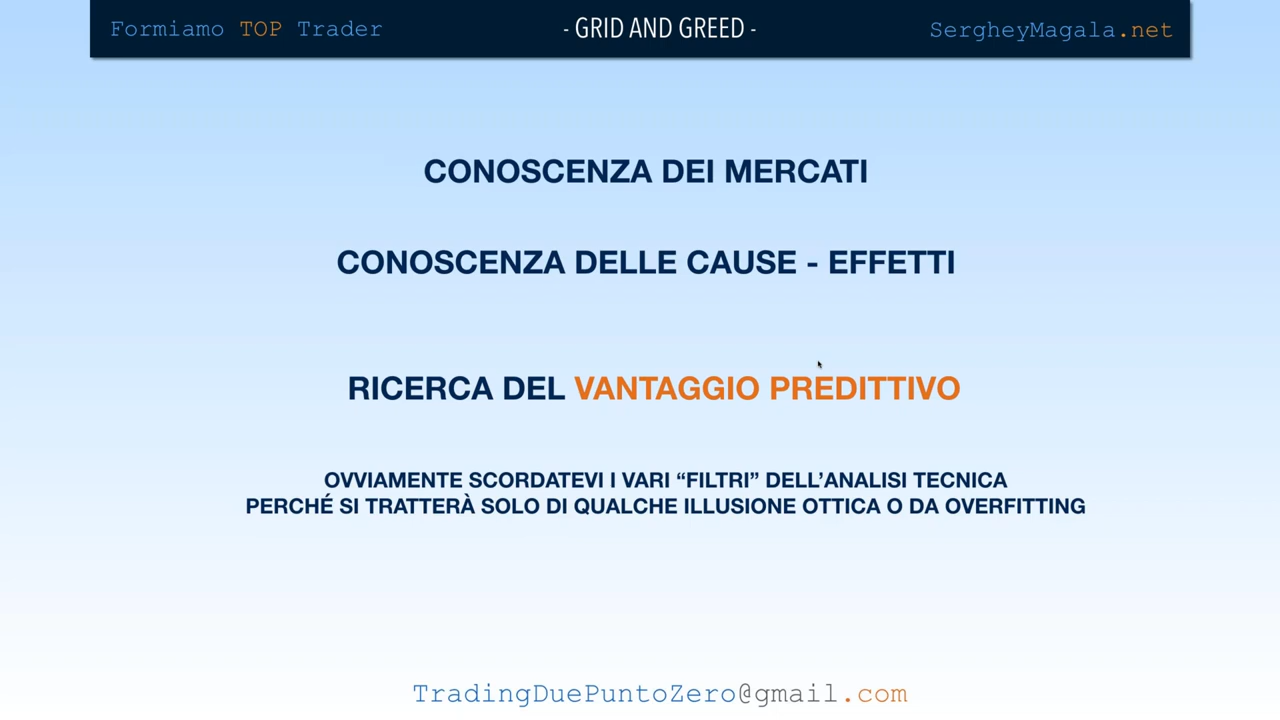 Formiamo TOP Trader
- GRID AND GREED -
SergheyMagala.net
CONOSCENZA DEI MERCATI
CONOSCENZA DELLE CAUSE - EFFETTI
RICERCA DEL VANTAGGIO PREDITTIVO
OVVIAMENTE SCORDATEVI I VARI “FILTRI” DELL’ANALISI TECNICA
PERCHÉ SI TRATTERÀ SOLO DI QUALCHE ILLUSIONE OTTICA O DA OVERFITTING
TradingDuePuntoZero@gmail.com